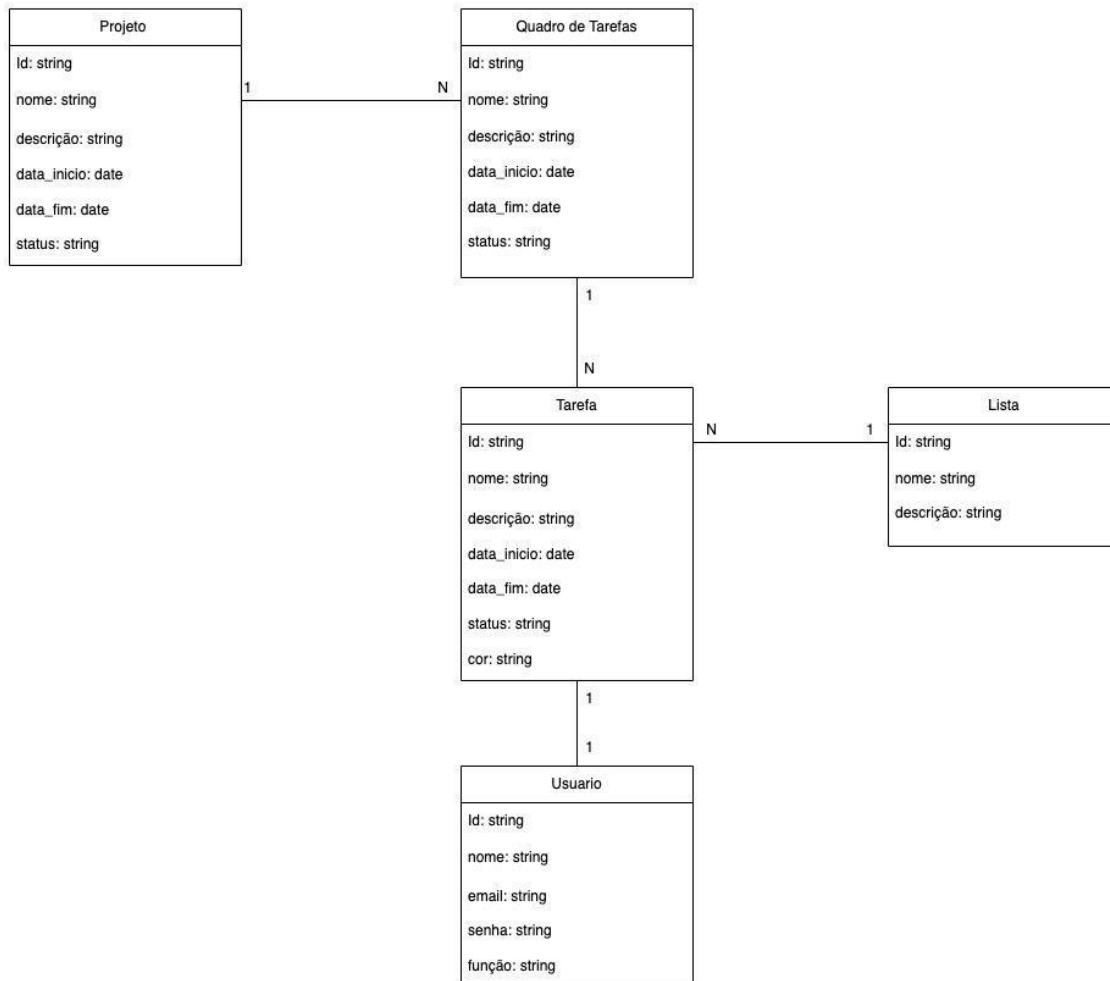 Projeto
Id: string
nome: string
descrição: string
data_inicio: date
data_fim: date
status: string
1
N
Quadro de Tarefas
Id: string
nome: string
descrição: string
data_inicio: date
data_fim: date
status: string
1
N
Tarefa
Id: string
nome: string
descrição: string
data_inicio: date
data_fim: date
status: string
cor: string
N
1
Lista
Id: string
nome: string
descrição: string
1
1
Usuario
Id: string
nome: string
email: string
senha: string
função: string